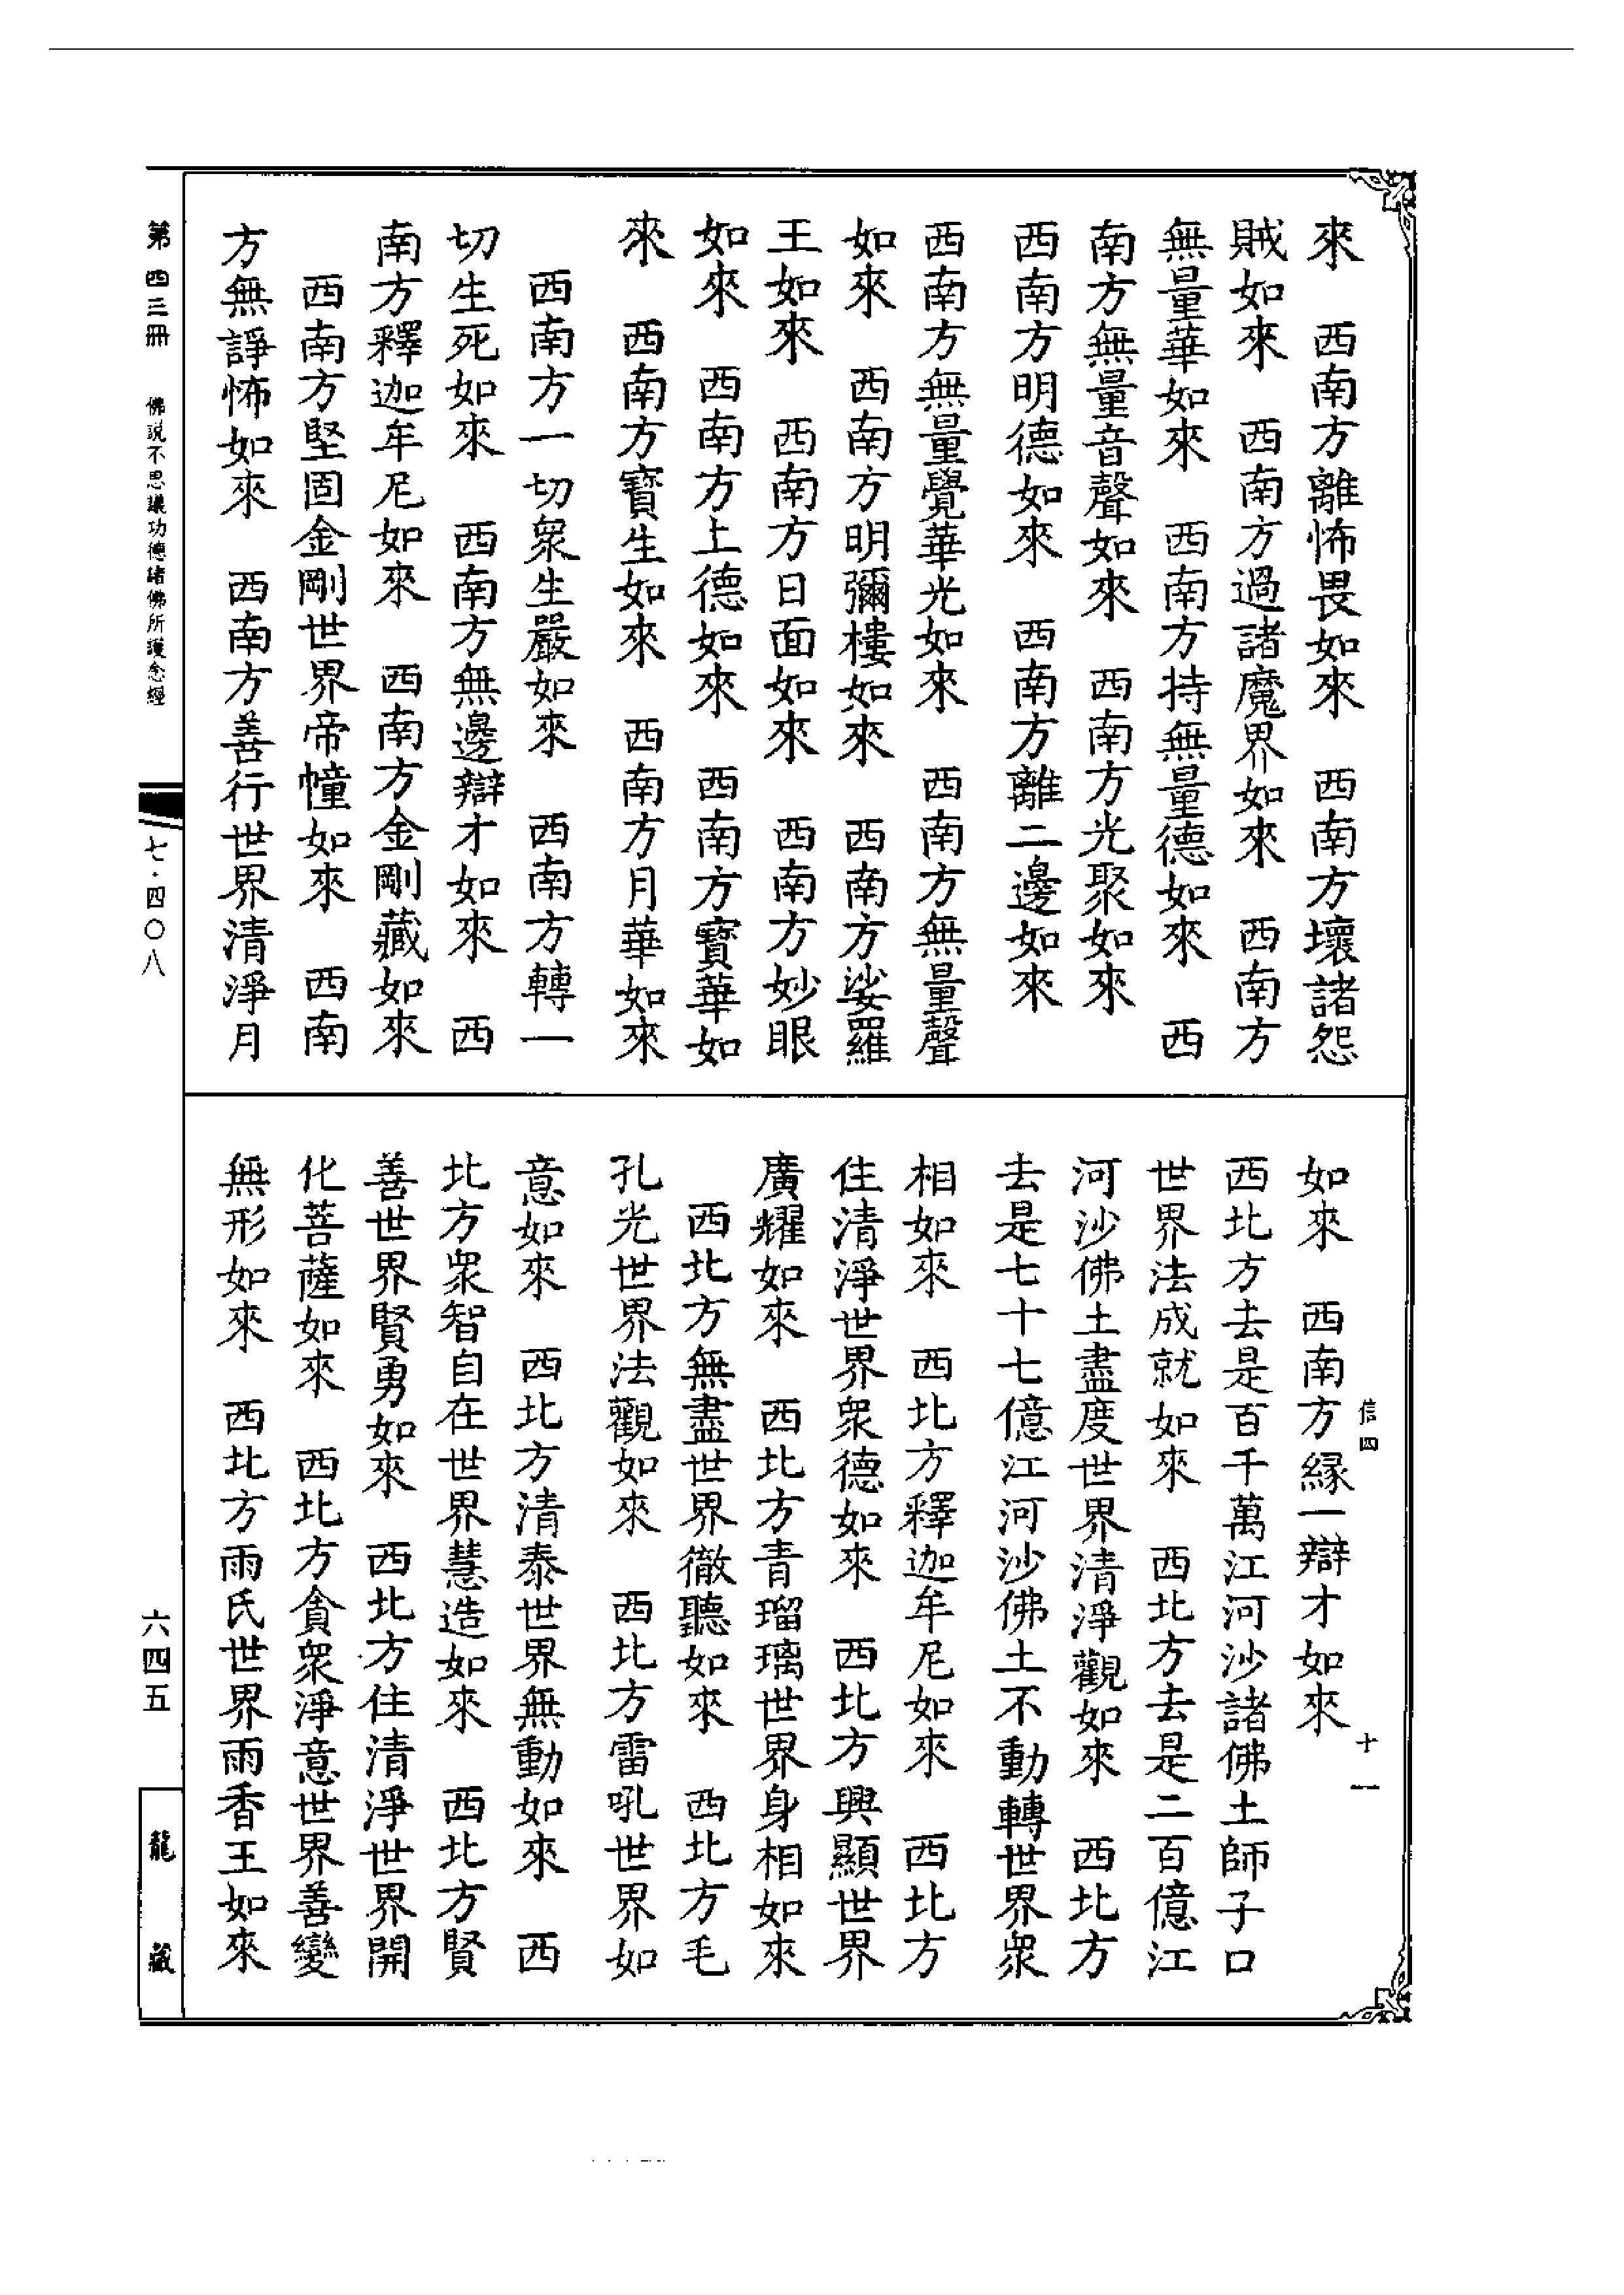 來　西南方離怖畏如來　西南方壞諸怨
賊如來　西南方過諸魔界如來　西南方
無量華如來　西南方持無量德如來　西
南方無量音聲如來　西南方光聚如來
西南方明德如來　西南方離二邊如來
西南方無量覺華光如來　西南方無量聲
如來　西南方明彌樓如來　西南方娑羅
王如來　西南方日面如來　西南方妙眼
如來　西南方上德如來　西南方寶華如
來　西南方寶生如來　西南方月華如來
　西南方一切衆生嚴如來　西南方轉一
切生死如來　西南方無邊辯才如來　西
南方釋迦牟尼如來　西南方金剛藏如來
　西南方堅固金剛世界帝幢如來　西南
方無諍怖如來　西南方善行世界清淨月
如來　西南方緣一辯才如來
西北方去是百千萬江河沙諸佛土師子口
世界法成就如來　西北方去是二百億江
河沙佛土盡度世界清淨觀如來　西北方
去是七十七億江河沙佛土不動轉世界衆
相如來　西北方釋迦牟尼如來　西北方
住清淨世界衆德如來　西北方興顯世界
廣耀如來　西北方青瑠璃世界身相如來
　西北方無盡世界徹聽如來　西北方毛
孔光世界法觀如來　西北方雷吼世界如
意如來　西北方清泰世界無動如來　西
北方衆智自在世界慧造如來　西北方賢
善世界賢勇如來　西北方住清淨世界開
化菩薩如來　西北方貪衆淨意世界善變
無形如來　西北方雨氏世界雨香王如來
信四
十一
第四三冊　佛說不思議功德諸佛所護念經
七·四〇八
六四五
龍藏